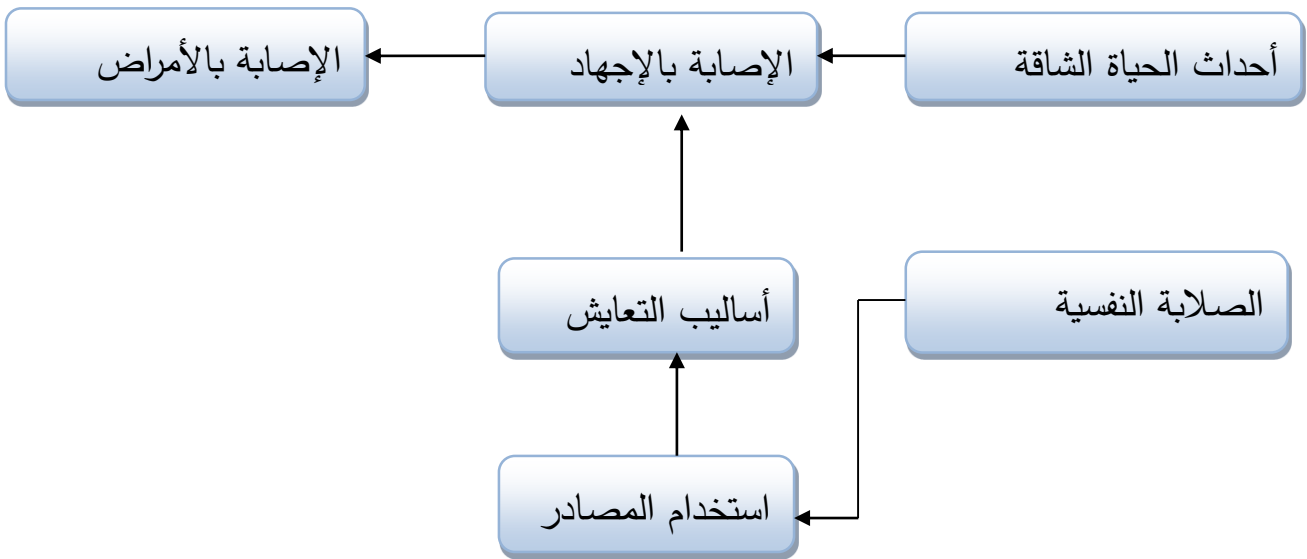 أحداث الحياة الشاقة
الإصابة بالإجهاد
الإصابة بالأمراض
الصلابة النفسية
أساليب التعايش
استخدام المصادر